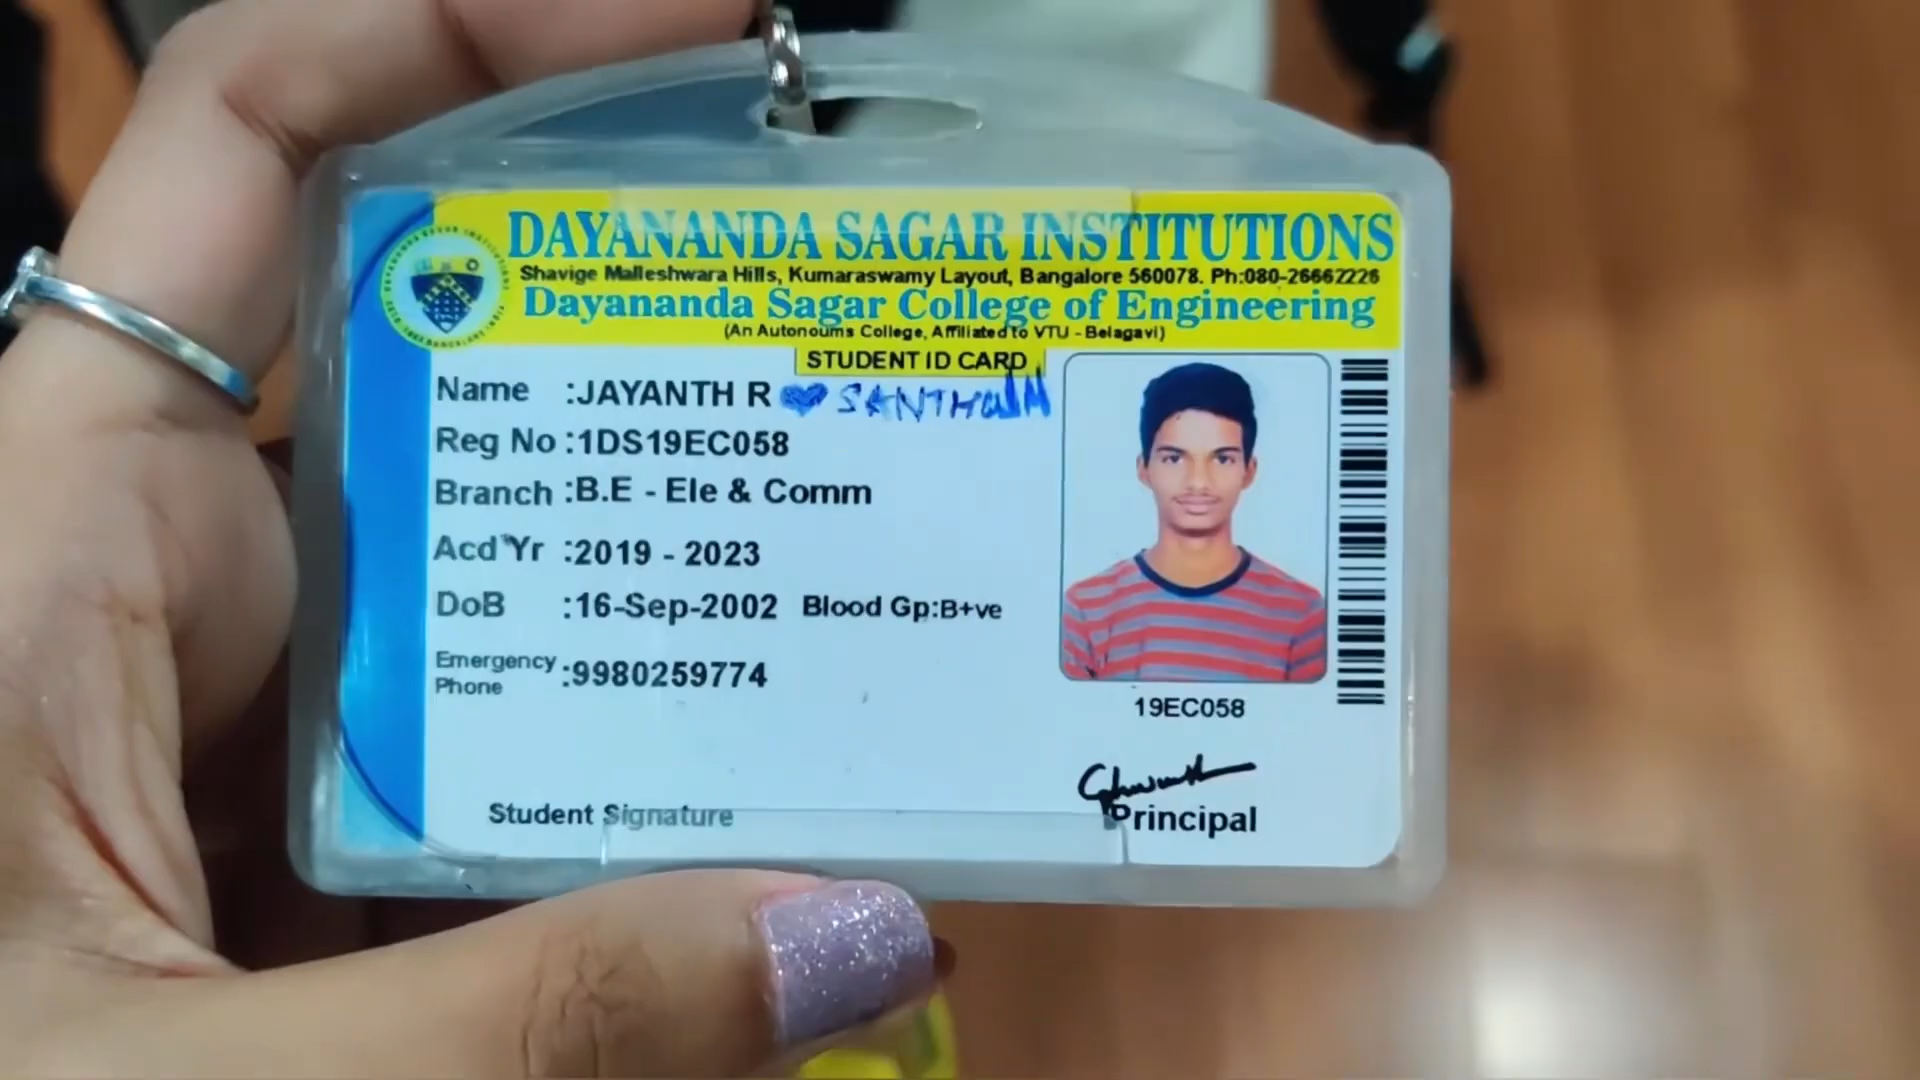 DAYANANDA SAGAR INSTITUTIONS
Shavige Malleshwara Hills, Kumaraswamy Layout, Bangalore 560078. Ph:080-26662226
Dayananda Sagar College of Engineering
(An Autonoums College, Affiliated to VTU - Belagavi)
STUDENT ID CARD
Name :JAYANTH R
Reg No :1DS19EC058
Branch :B.E - Ele & Comm
Acd Yr :2019 - 2023
DoB :16-Sep-2002 Blood Gp:B+ve
Emergency Phone :9980259774
19EC058
Student Signature
Principal